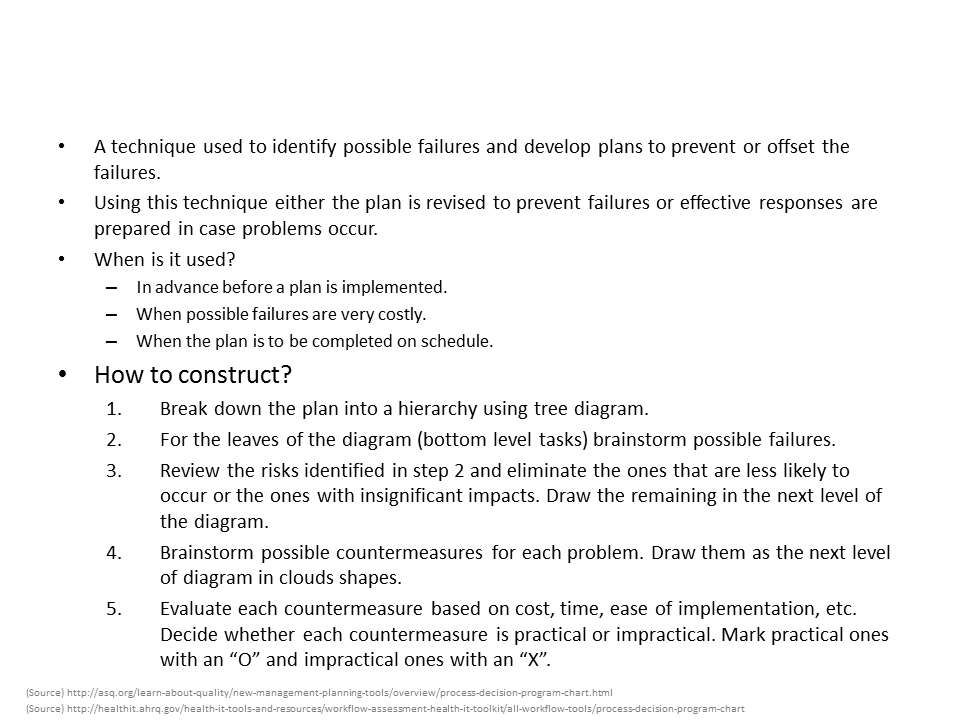 • A technique used to identify possible failures and develop plans to prevent or offset the
failures.
• Using this technique either the plan is revised to prevent failures or effective responses are
prepared in case problems occur.
• When is it used?
– In advance before a plan is implemented.
– When possible failures are very costly.
– When the plan is to be completed on schedule.
• How to construct?
1. Break down the plan into a hierarchy using tree diagram.
2. For the leaves of the diagram (bottom level tasks) brainstorm possible failures.
3. Review the risks identified in step 2 and eliminate the ones that are less likely to
occur or the ones with insignificant impacts. Draw the remaining in the next level of
the diagram.
4. Brainstorm possible countermeasures for each problem. Draw them as the next level
of diagram in clouds shapes.
5. Evaluate each countermeasure based on cost, time, ease of implementation, etc.
Decide whether each countermeasure is practical or impractical. Mark practical ones
with an “O” and impractical ones with an “X”.
(Source) http://asq.org/learn-about-quality/new-management-planning-tools/overview/process-decision-program-chart.html
(Source) http://healthit.ahrq.gov/health-it-tools-and-resources/workflow-assessment-health-it-toolkit/all-workflow-tools/process-decision-program-chart